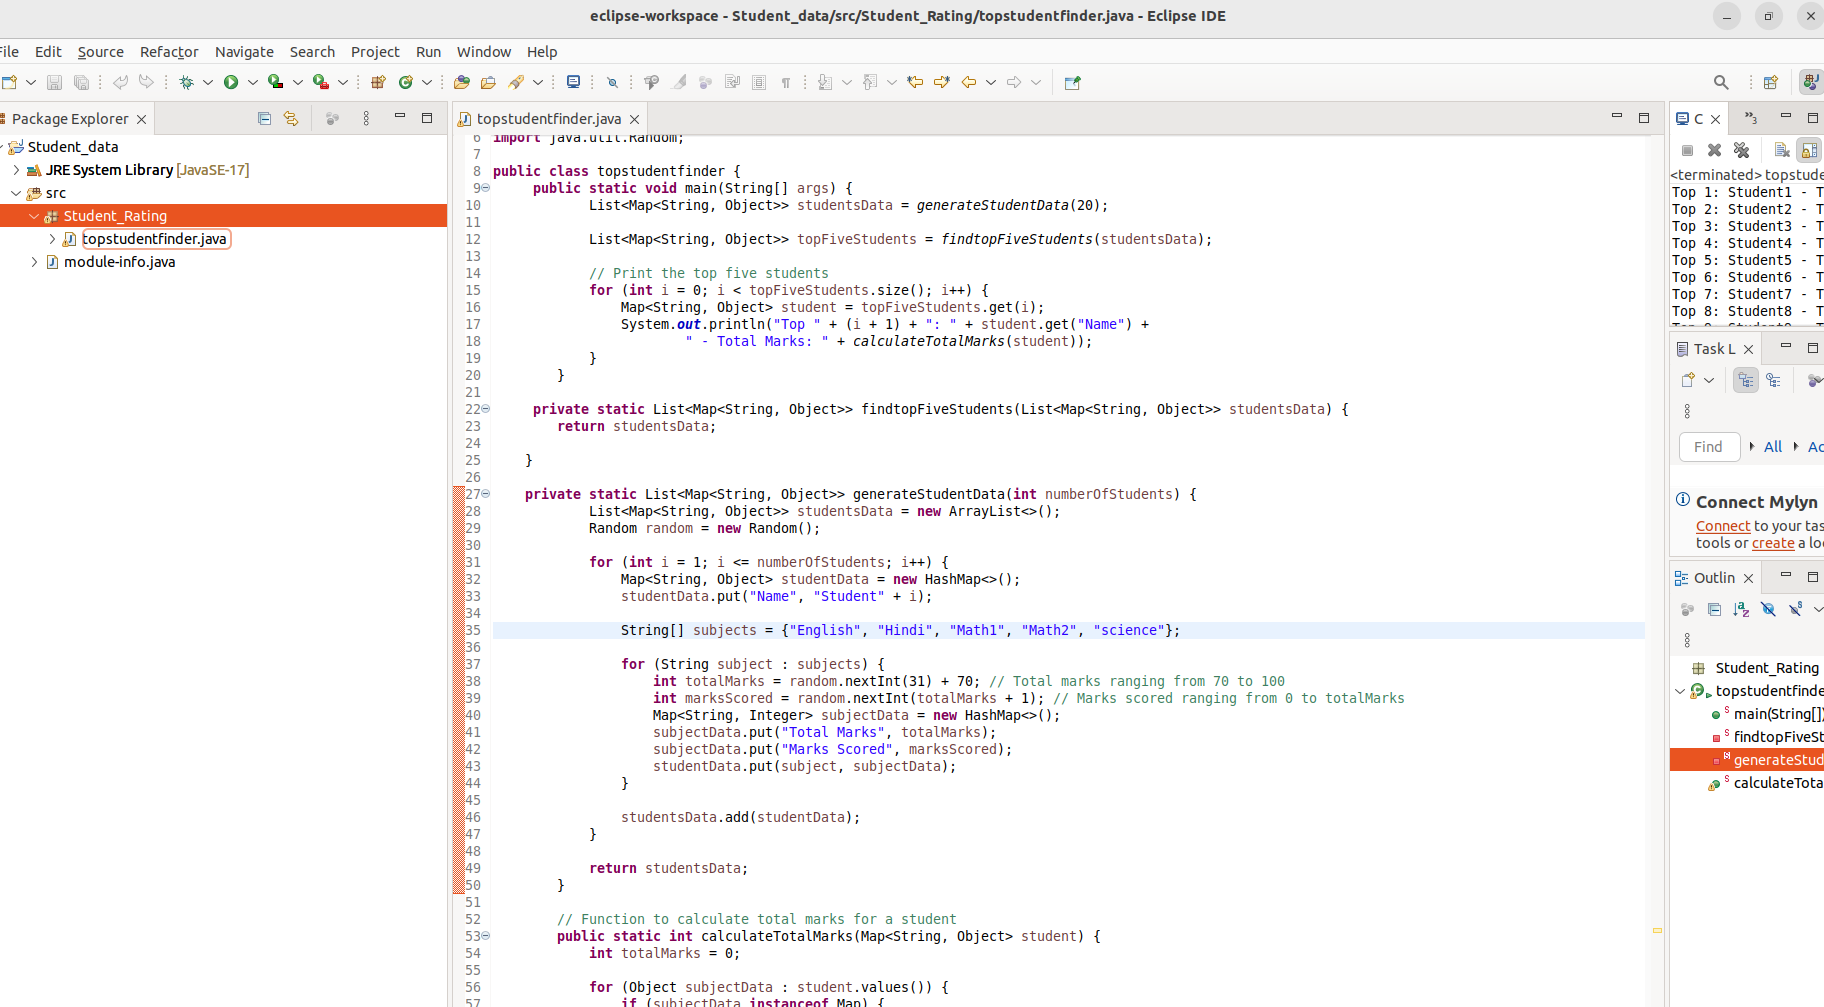 eclipse-workspace - Student_data/src/Student_Rating/topstudentfinder.java - Eclipse IDE
File Edit Source Refactor Navigate Search Project Run Window Help
Package Explorer
Student_data
JRE System Library [JavaSE-17]
src
Student_Rating
topstudentfinder.java
module-info.java
topstudentfinder.java
6 import java.util.Random;
7
8 public class topstudentfinder {
9 public static void main(String[] args) {
10 List<Map<String, Object>> studentsData = generateStudentData(20);
11
12 List<Map<String, Object>> topFiveStudents = findtopFiveStudents(studentsData);
13
14 // Print the top five students
15 for (int i = 0; i < topFiveStudents.size(); i++) {
16 Map<String, Object> student = topFiveStudents.get(i);
17 System.out.println("Top " + (i + 1) + ": " + student.get("Name") +
18 " - Total Marks: " + calculateTotalMarks(student));
19 }
20 }
21
22 private static List<Map<String, Object>> findtopFiveStudents(List<Map<String, Object>> studentsData) {
23 return studentsData;
24
25 }
26
27 private static List<Map<String, Object>> generateStudentData(int numberOfStudents) {
28 List<Map<String, Object>> studentsData = new ArrayList<>();
29 Random random = new Random();
30
31 for (int i = 1; i <= numberOfStudents; i++) {
32 Map<String, Object> studentData = new HashMap<>();
33 studentData.put("Name", "Student" + i);
34
35 String[] subjects = {"English", "Hindi", "Math1", "Math2", "science"};
36
37 for (String subject : subjects) {
38 int totalMarks = random.nextInt(31) + 70; // Total marks ranging from 70 to 100
39 int marksScored = random.nextInt(totalMarks + 1); // Marks scored ranging from 0 to totalMarks
40 Map<String, Integer> subjectData = new HashMap<>();
41 subjectData.put("Total Marks", totalMarks);
42 subjectData.put("Marks Scored", marksScored);
43 studentData.put(subject, subjectData);
44 }
45
46 studentsData.add(studentData);
47 }
48
49 return studentsData;
50 }
51
52 // Function to calculate total marks for a student
53 public static int calculateTotalMarks(Map<String, Object> student) {
54 int totalMarks = 0;
55
56 for (Object subjectData : student.values()) {
57 if (subjectData instanceof Map) {
C
»3
<terminated> topstude
Top 1: Student1 - T
Top 2: Student2 - T
Top 3: Student3 - T
Top 4: Student4 - T
Top 5: Student5 - T
Top 6: Student6 - T
Top 7: Student7 - T
Top 8: Student8 - T
Task L
Find All Ac
Connect Mylyn
Connect to your tas
tools or create a loc
Outlin
Student_Rating
topstudentfinde
main(String[])
findtopFiveSt
generateStud
calculateTota